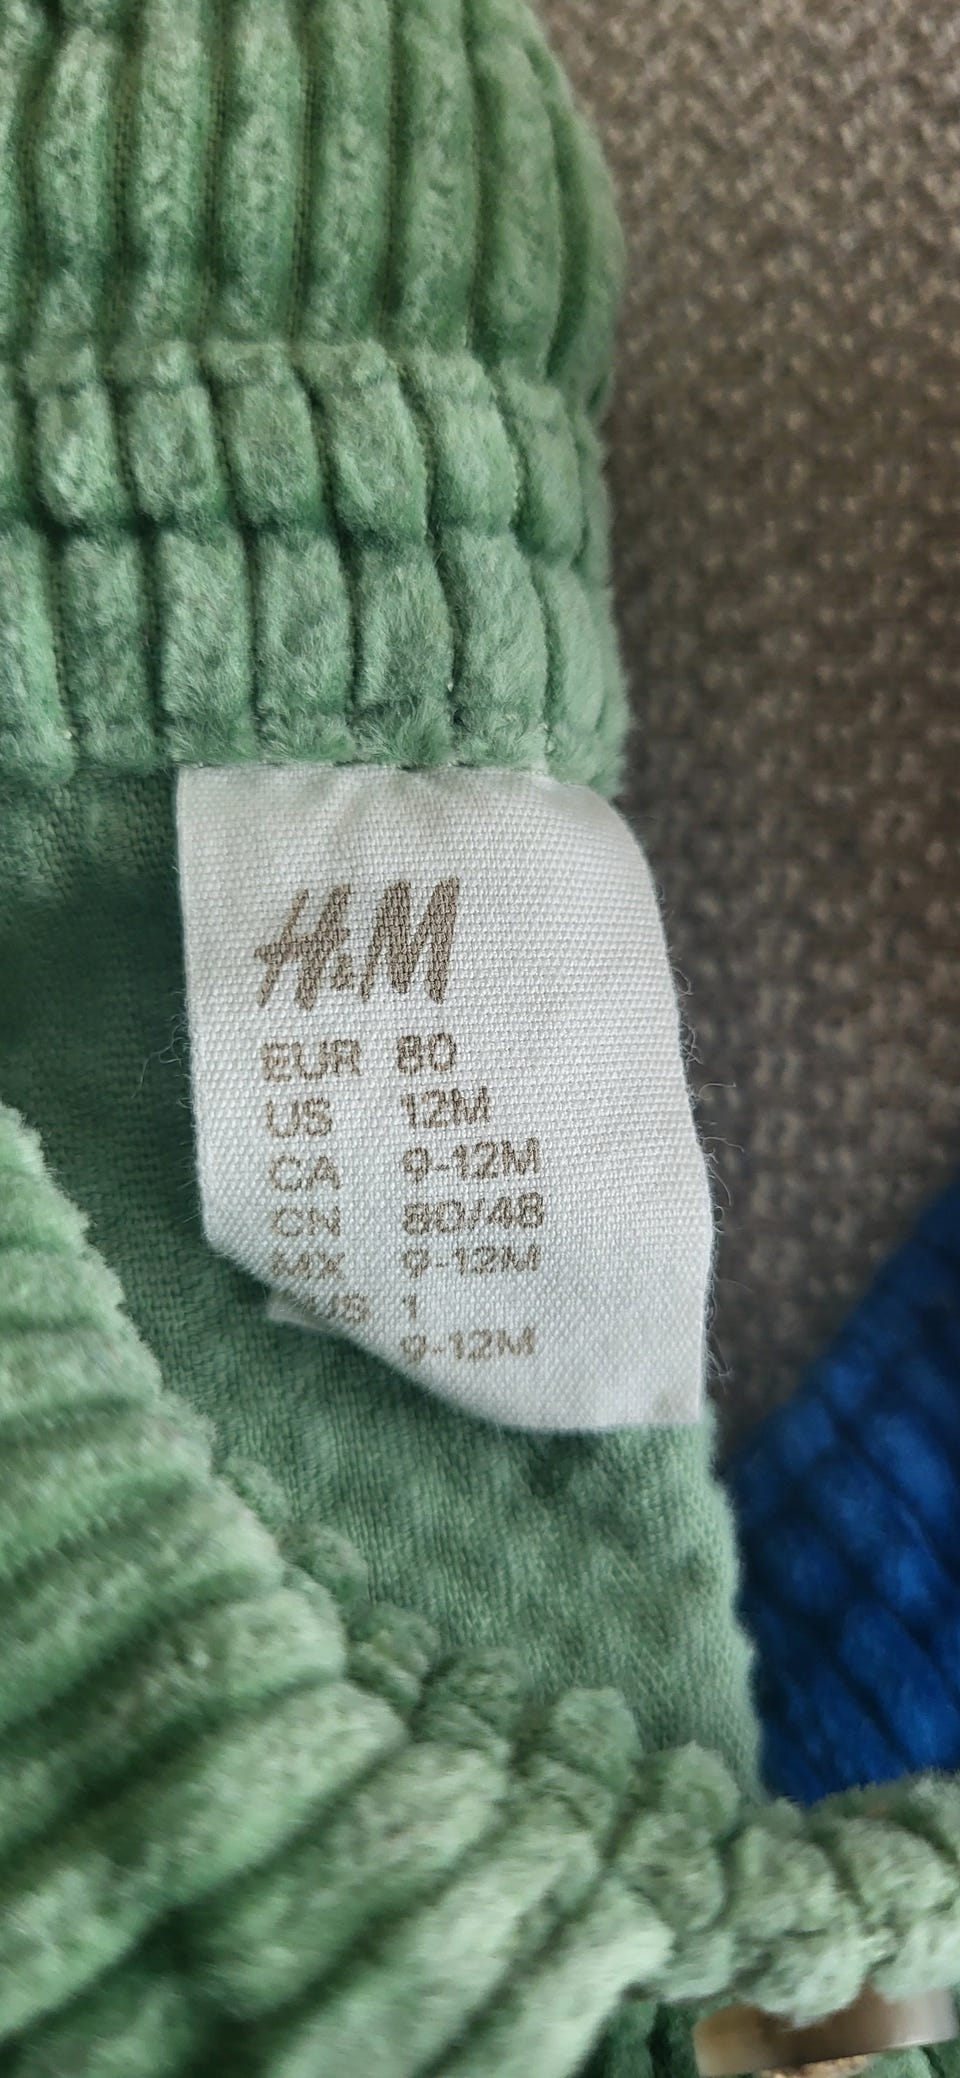 H&M
EUR 80
US 12M
CA 9-12M
CN 80/48
MX 9-12M
1
9-12M